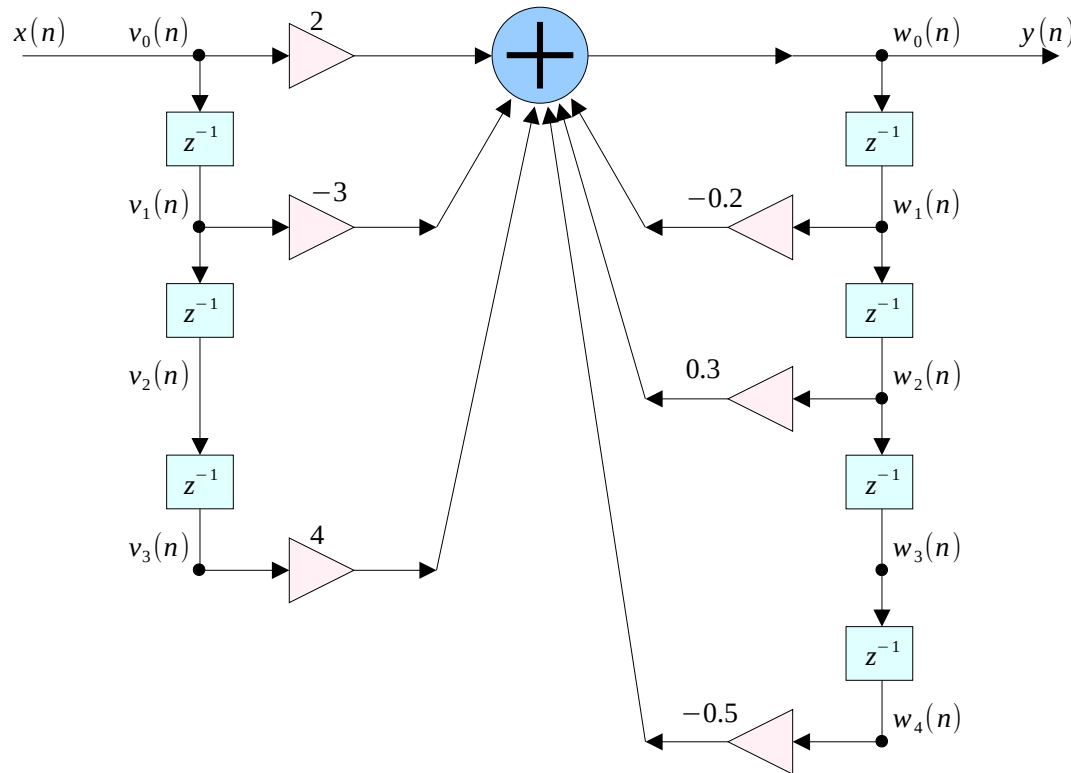 2
x(n) v₀(n) w₀(n) y(n)
z⁻¹ z⁻¹
−3 −0.2
v₁(n) w₁(n)
z⁻¹ z⁻¹
0.3
v₂(n) w₂(n)
z⁻¹ z⁻¹
4
v₃(n) w₃(n)
z⁻¹
−0.5
w₄(n)